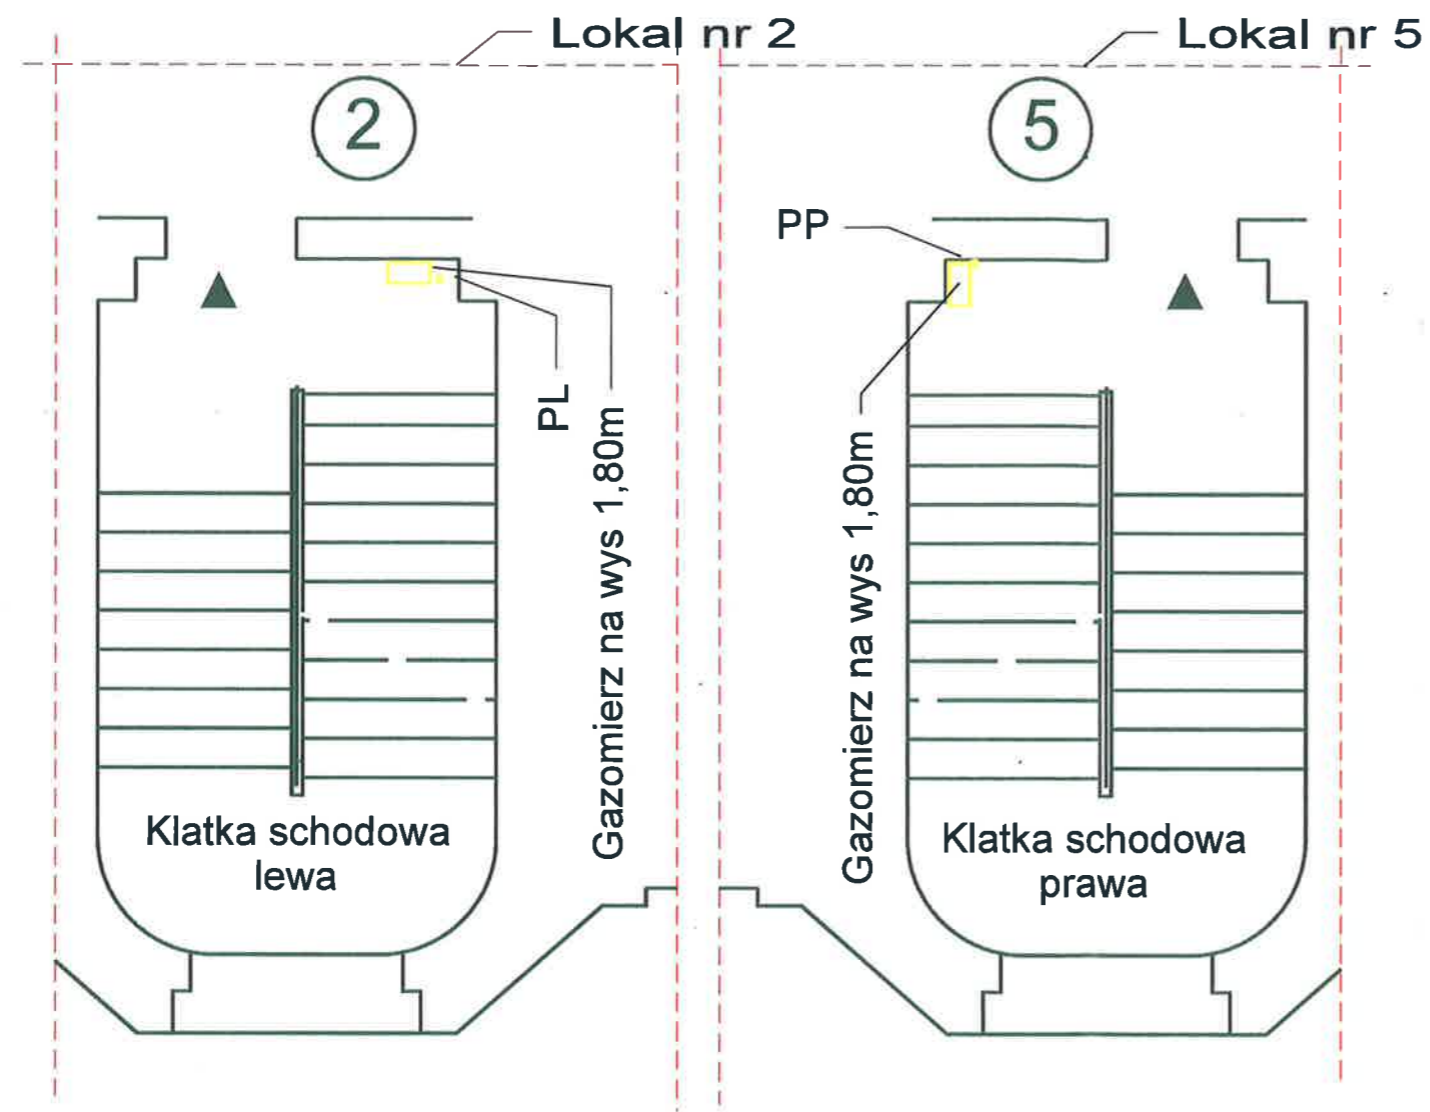 Lokal nr 2
Lokal nr 5
2
5
PP
PL
Gazomierz na wys 1,80m
Gazomierz na wys 1,80m
Klatka schodowa
lewa
Klatka schodowa
prawa